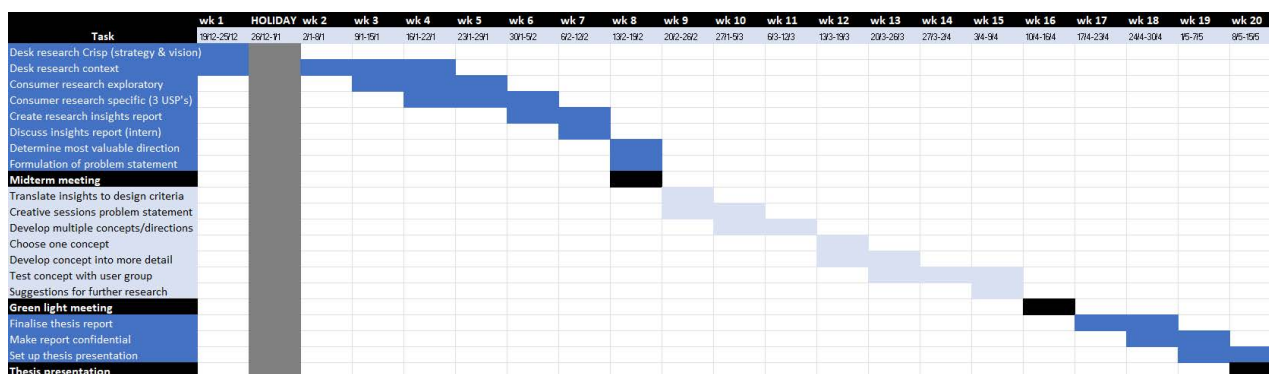 wk 1 HOLIDAY wk 2 wk 3 wk 4 wk 5 wk 6 wk 7 wk 8 wk 9 wk 10 wk 11 wk 12 wk 13 wk 14 wk 15 wk 16 wk 17 wk 18 wk 19 wk 20
Task 19/12-25/12 26/12-1/1 2/1-8/1 9/1-15/1 16/1-22/1 23/1-29/1 30/1-5/2 6/2-12/2 13/2-19/2 20/2-26/2 27/1-5/3 6/3-12/3 13/3-19/3 20/3-26/3 27/3-2/4 3/4-9/4 10/4-16/4 17/4-23/4 24/4-30/4 1/5-7/5 8/5-15/5
Desk research Crisp (strategy & vision)
Desk research context
Consumer research exploratory
Consumer research specific (3 USP's)
Create research insights report
Discuss insights report (intern)
Determine most valuable direction
Formulation of problem statement
Midterm meeting
Translate insights to design criteria
Creative sessions problem statement
Develop multiple concepts/directions
Choose one concept
Develop concept into more detail
Test concept with user group
Suggestions for further research
Green light meeting
Finalise thesis report
Make report confidential
Set up thesis presentation
Thesis presentation